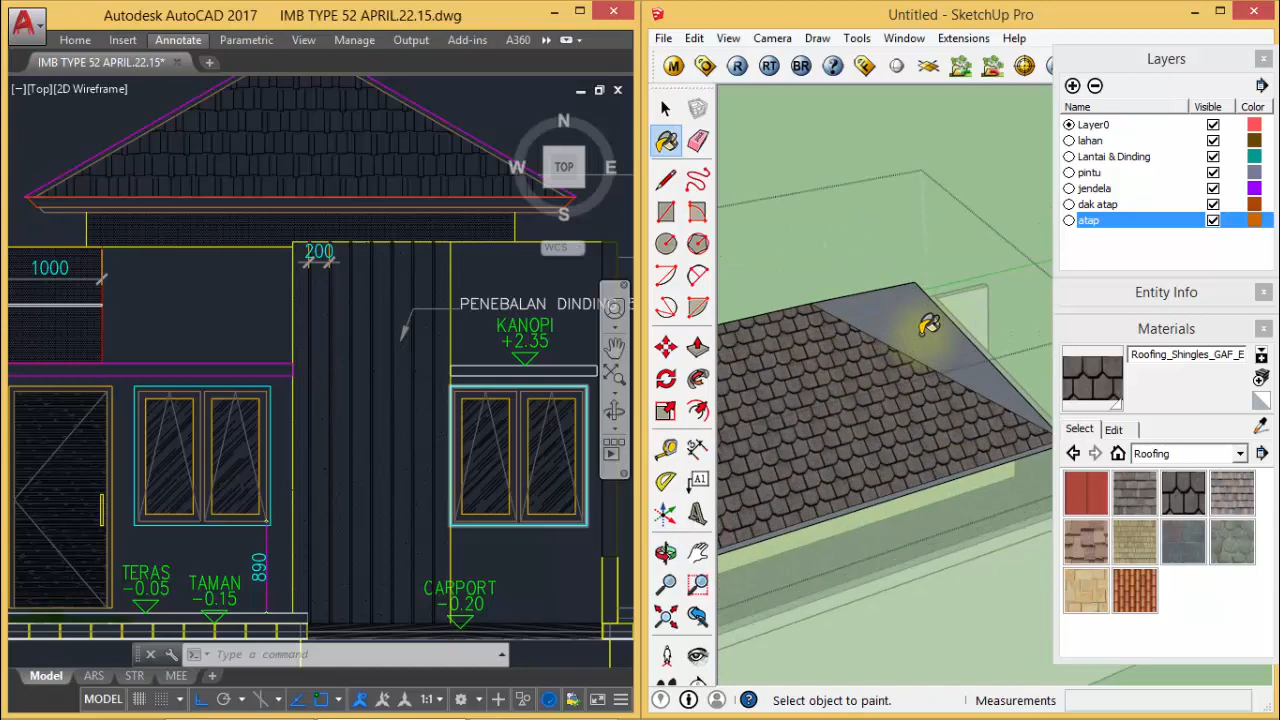 Autodesk AutoCAD 2017 IMB TYPE 52 APRIL.22.15.dwg
Home Insert Annotate Parametric View Manage Output Add-ins A360
IMB TYPE 52 APRIL.22.15*
[−][Top][2D Wireframe]
N
W TOP E
S
WCS
200
1000
PENEBALAN DINDING
KANOPI
+2.35
890
TERAS
-0.05
TAMAN
-0.15
CARPORT
-0.20
Type a command
Model ARS STR MEE
MODEL 1:1
Untitled - SketchUp Pro
File Edit View Camera Draw Tools Window Extensions Help
M R RT BR ?
A1
Layers
Name Visible Color
Layer0
lahan
Lantai & Dinding
pintu
jendela
dak atap
atap
Entity Info
Materials
Roofing_Shingles_GAF_E
Select Edit
Roofing
Select object to paint. Measurements